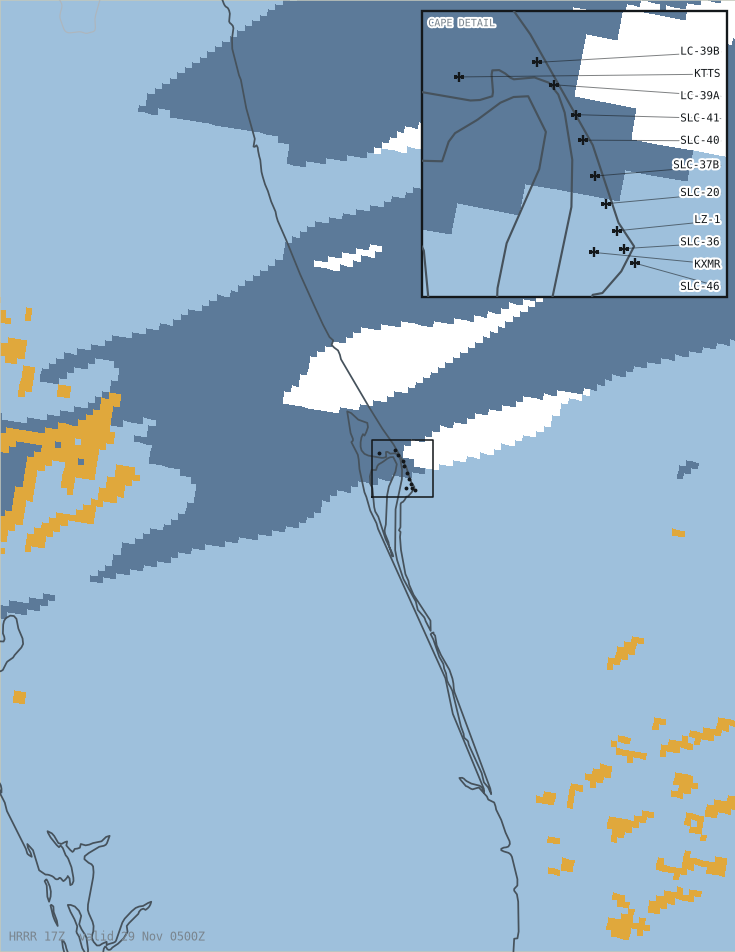 CAPE DETAIL
LC-39B
KTTS
LC-39A
SLC-41
SLC-40
SLC-37B
SLC-20
LZ-1
SLC-36
KXMR
SLC-46
HRRR 17Z valid 29 Nov 0500Z